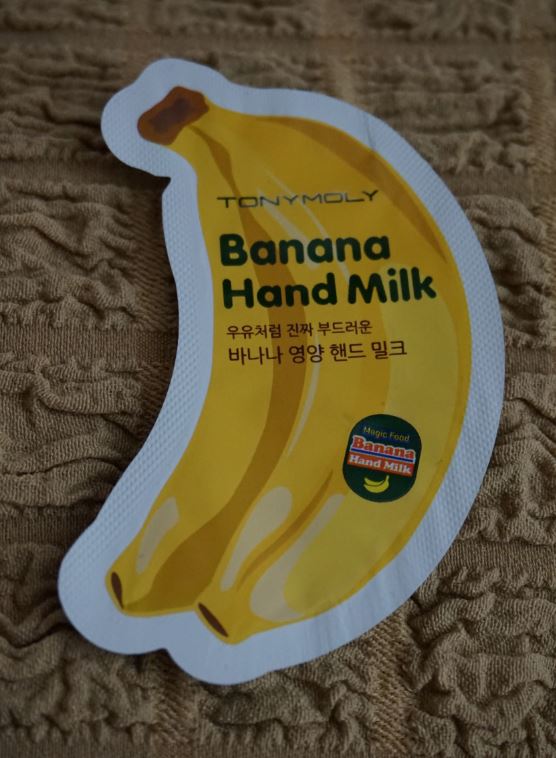 TONYMOLY
Banana
Hand Milk
우유처럼 진짜 부드러운
바나나 영양 핸드 밀크
Magic Food
Banana
Hand Milk